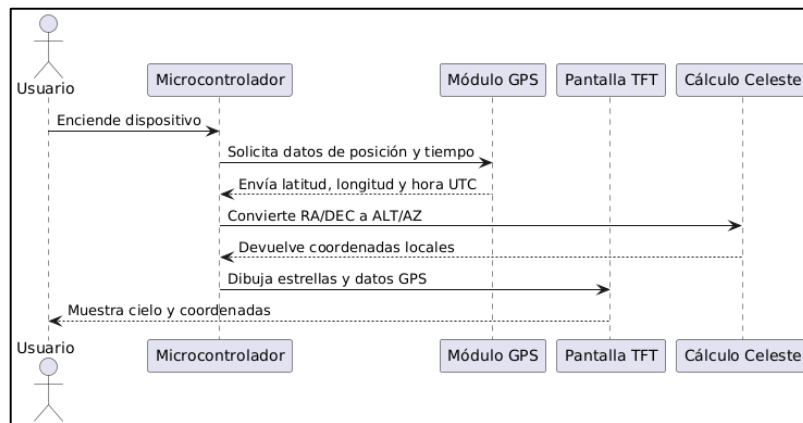 Usuario
Microcontrolador
Módulo GPS
Pantalla TFT
Cálculo Celeste
Enciende dispositivo
Solicita datos de posición y tiempo
Envía latitud, longitud y hora UTC
Convierte RA/DEC a ALT/AZ
Devuelve coordenadas locales
Dibuja estrellas y datos GPS
Muestra cielo y coordenadas
Usuario
Microcontrolador
Módulo GPS
Pantalla TFT
Cálculo Celeste